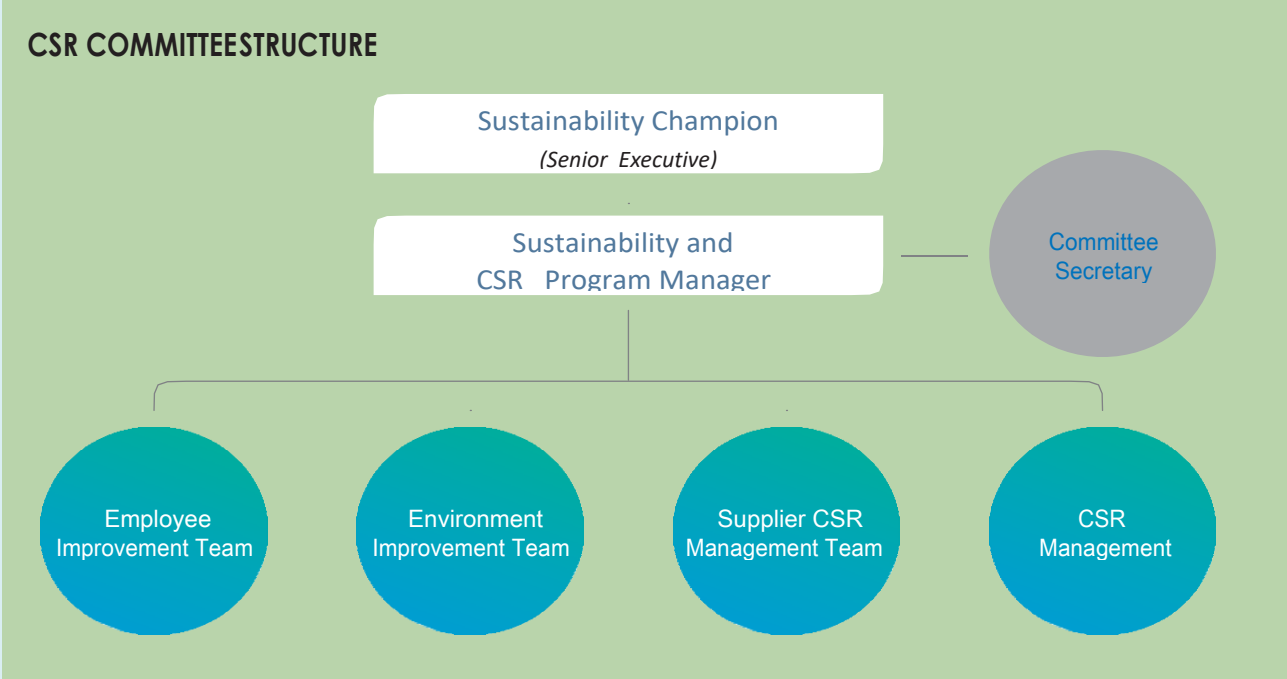 CSR COMMITTEESTRUCTURE
Sustainability Champion
(Senior Executive)
Sustainability and
CSR Program Manager
Committee
Secretary
Employee
Improvement Team
Environment
Improvement Team
Supplier CSR
Management Team
CSR
Management